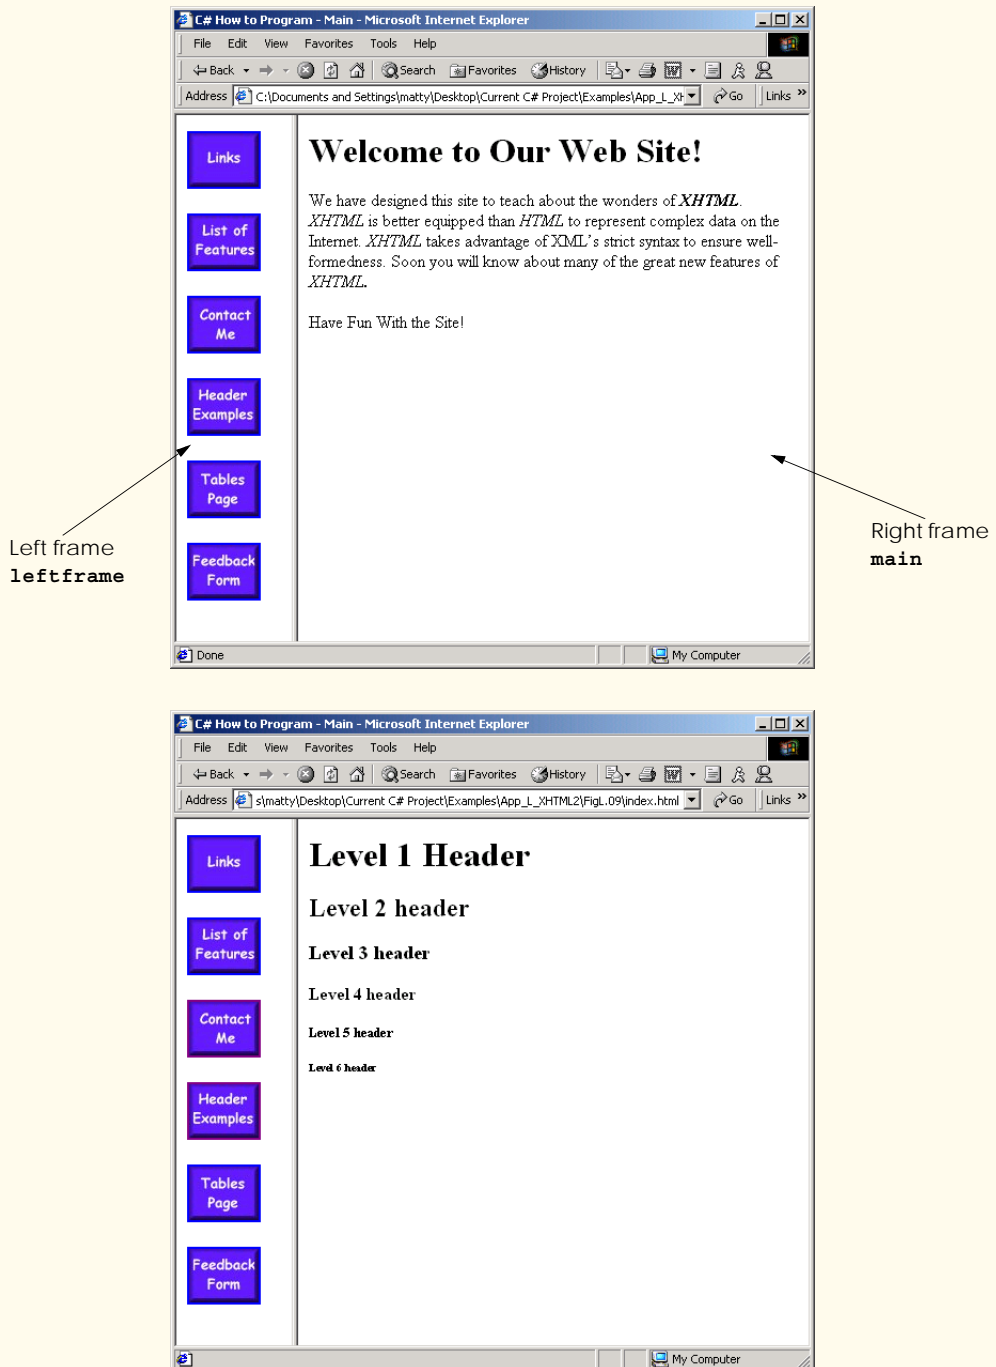 C# How to Program - Main - Microsoft Internet Explorer
File Edit View Favorites Tools Help
Back Search Favorites History
Address C:\Documents and Settings\matty\Desktop\Current C# Project\Examples\App_L_XH Go Links »
Links
List of
Features
Contact
Me
Header
Examples
Tables
Page
Feedback
Form
Welcome to Our Web Site!
We have designed this site to teach about the wonders of XHTML.
XHTML is better equipped than HTML to represent complex data on the
Internet. XHTML takes advantage of XML's strict syntax to ensure well-
formedness. Soon you will know about many of the great new features of
XHTML.
Have Fun With the Site!
Left frame
leftframe
Right frame
main
Done My Computer
C# How to Program - Main - Microsoft Internet Explorer
File Edit View Favorites Tools Help
Back Search Favorites History
Address s\matty\Desktop\Current C# Project\Examples\App_L_XHTML2\FigL.09\index.html Go Links »
Links
List of
Features
Contact
Me
Header
Examples
Tables
Page
Feedback
Form
Level 1 Header
Level 2 header
Level 3 header
Level 4 header
Level 5 header
Level 6 header
My Computer